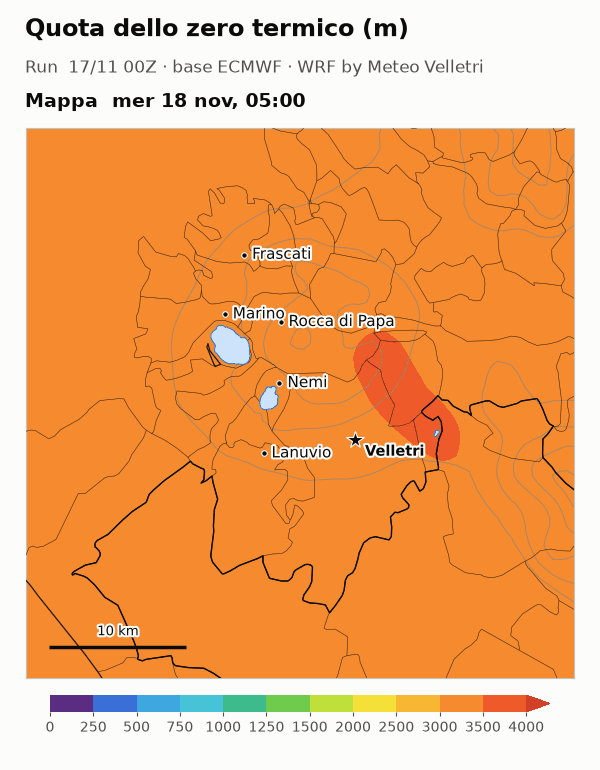 Quota dello zero termico (m)
Run  17/11 00Z · base ECMWF · WRF by Meteo Velletri
Mappa  mer 18 nov, 05:00
Frascati
Marino
Rocca di Papa
Nemi
Velletri
Lanuvio
10 km
0 250 500 750 1000 1250 1500 2000 2500 3000 3500 4000